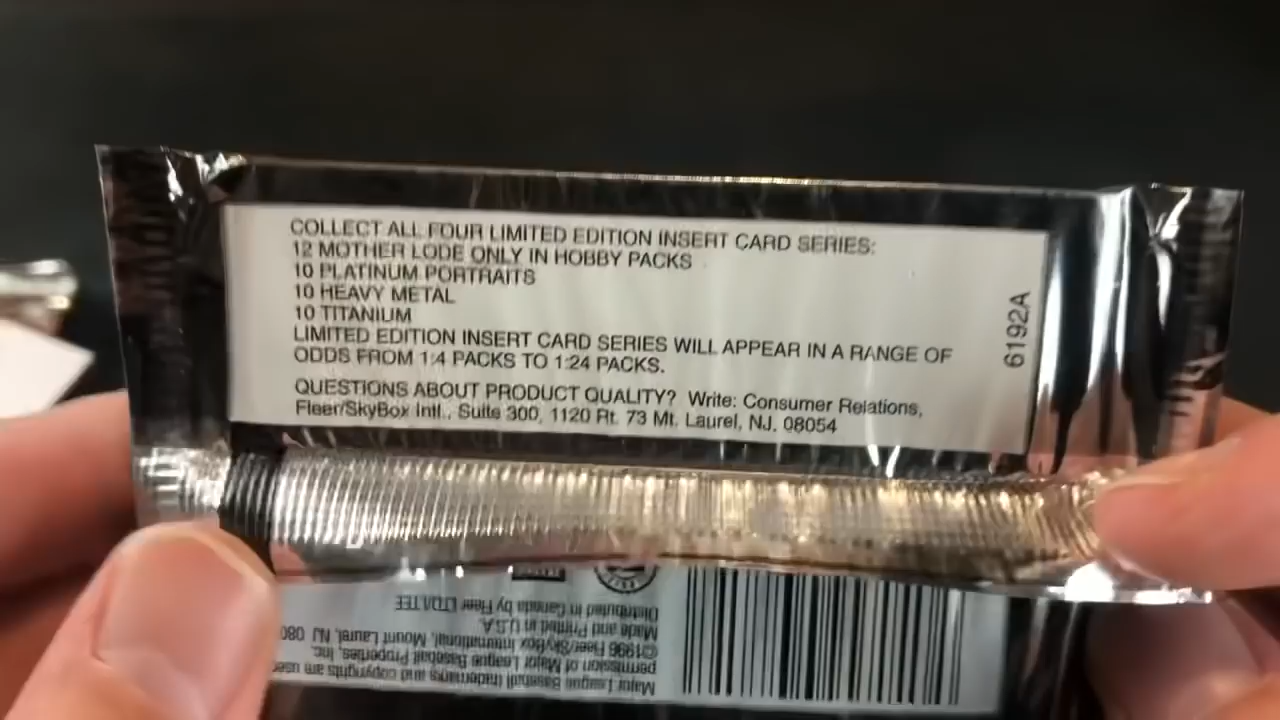 COLLECT ALL FOUR LIMITED EDITION INSERT CARD SERIES:
12 MOTHER LODE ONLY IN HOBBY PACKS
10 PLATINUM PORTRAITS
10 HEAVY METAL
10 TITANIUM
LIMITED EDITION INSERT CARD SERIES WILL APPEAR IN A RANGE OF
ODDS FROM 1:4 PACKS TO 1:24 PACKS.
QUESTIONS ABOUT PRODUCT QUALITY? Write: Consumer Relations,
Fleer/SkyBox Intl., Suite 300, 1120 Rt. 73 Mt. Laurel, NJ. 08054
6192A
Major League Baseball trademarks and copyrights are used
permission of Major League Baseball Properties, Inc.
©1996 Fleer/SkyBox International, Mount Laurel, NJ 080
Made and Printed in U.S.A.
Distributed in Canada by Fleer LTD/LTEE